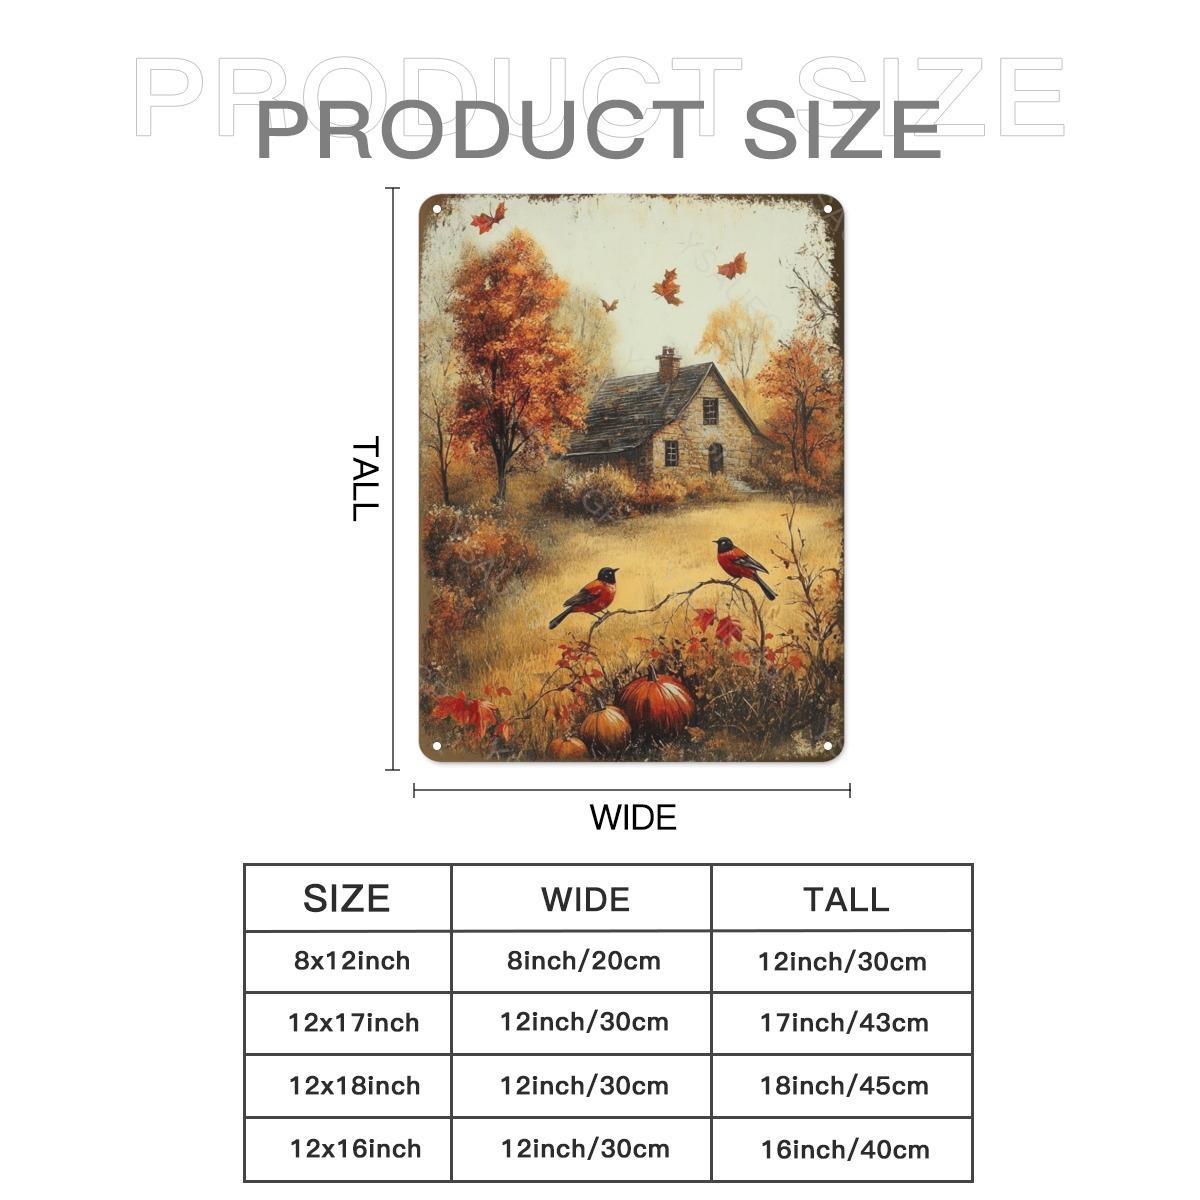 PRODUCT SIZE
PRODUCT SIZE
TALL
WIDE
SIZE WIDE TALL
8x12inch 8inch/20cm 12inch/30cm
12x17inch 12inch/30cm 17inch/43cm
12x18inch 12inch/30cm 18inch/45cm
12x16inch 12inch/30cm 16inch/40cm